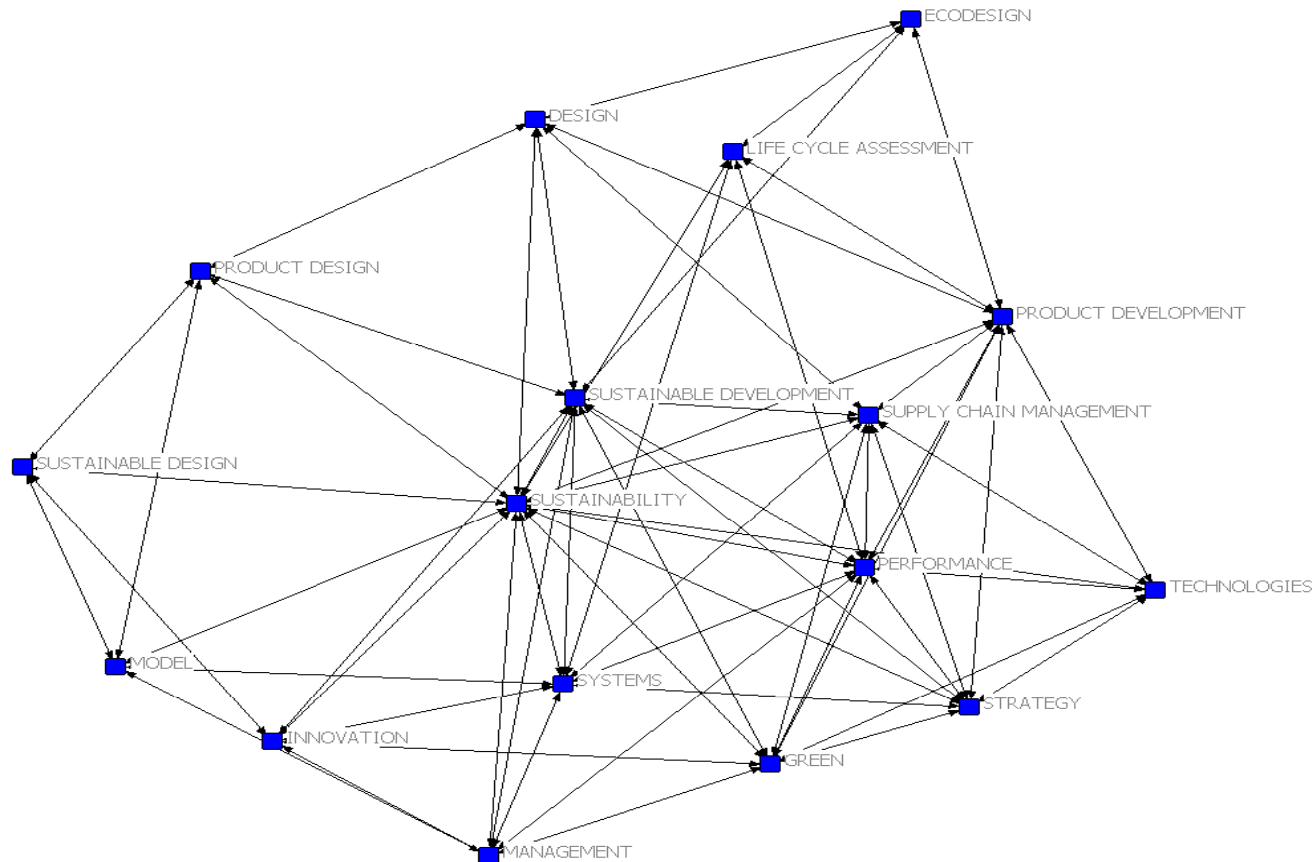 ECODESIGN
DESIGN
LIFE CYCLE ASSESSMENT
PRODUCT DESIGN
PRODUCT DEVELOPMENT
SUSTAINABLE DEVELOPMENT
SUPPLY CHAIN MANAGEMENT
SUSTAINABLE DESIGN
SUSTAINABILITY
PERFORMANCE
TECHNOLOGIES
MODEL
SYSTEMS
STRATEGY
INNOVATION
GREEN
MANAGEMENT